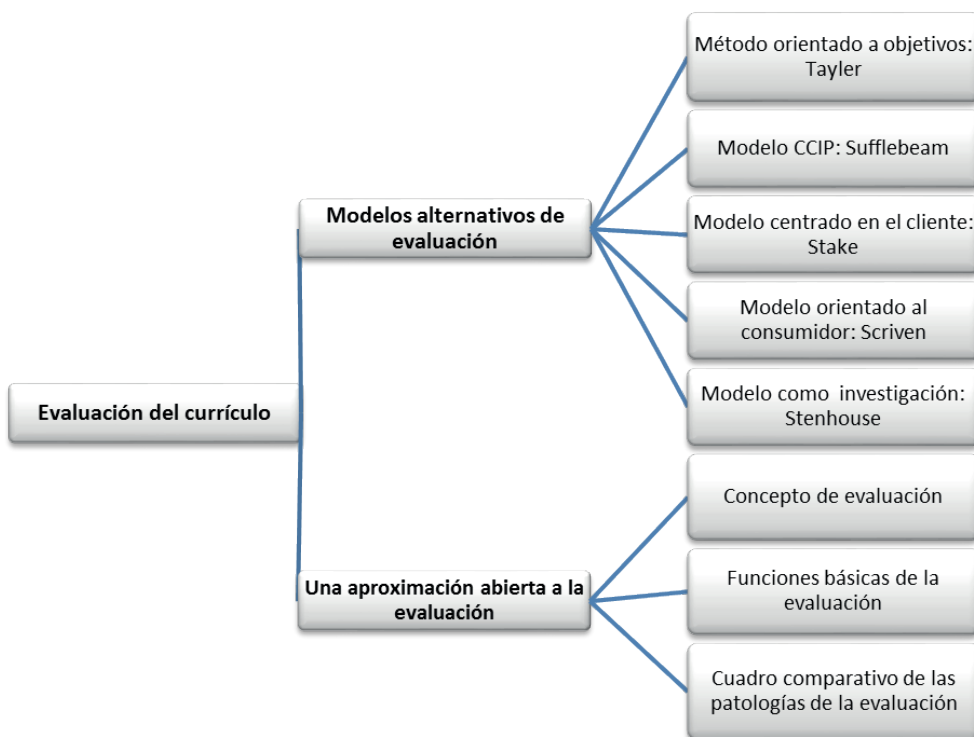 Método orientado a objetivos:
Tayler
Modelo CCIP: Sufflebeam
Modelos alternativos de
evaluación
Modelo centrado en el cliente:
Stake
Modelo orientado al
consumidor: Scriven
Evaluación del currículo
Modelo como investigación:
Stenhouse
Concepto de evaluación
Una aproximación abierta a la
evaluación
Funciones básicas de la
evaluación
Cuadro comparativo de las
patologías de la evaluación